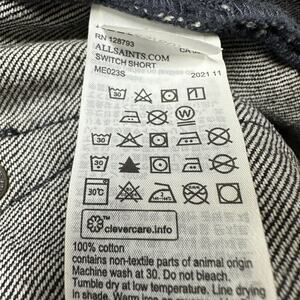 RN 128793
ALLSAINTS.COM
SWITCH SHORT
ME023S 2021 11
30
W
30
30
30°C
clevercare.info
100% cotton
contains non-textile parts of animal origin
Machine wash at 30. Do not bleach.
Tumble dry at low temperature. Line drying
in shade. Warm iron.